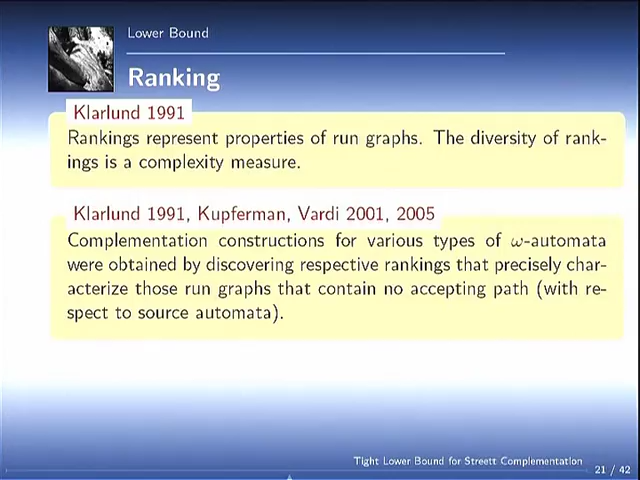 Lower Bound
Ranking
Klarlund 1991
Rankings represent properties of run graphs. The diversity of rank-
ings is a complexity measure.
Klarlund 1991, Kupferman, Vardi 2001, 2005
Complementation constructions for various types of ω-automata
were obtained by discovering respective rankings that precisely char-
acterize those run graphs that contain no accepting path (with re-
spect to source automata).
Tight Lower Bound for Streett Complementation
21 / 42